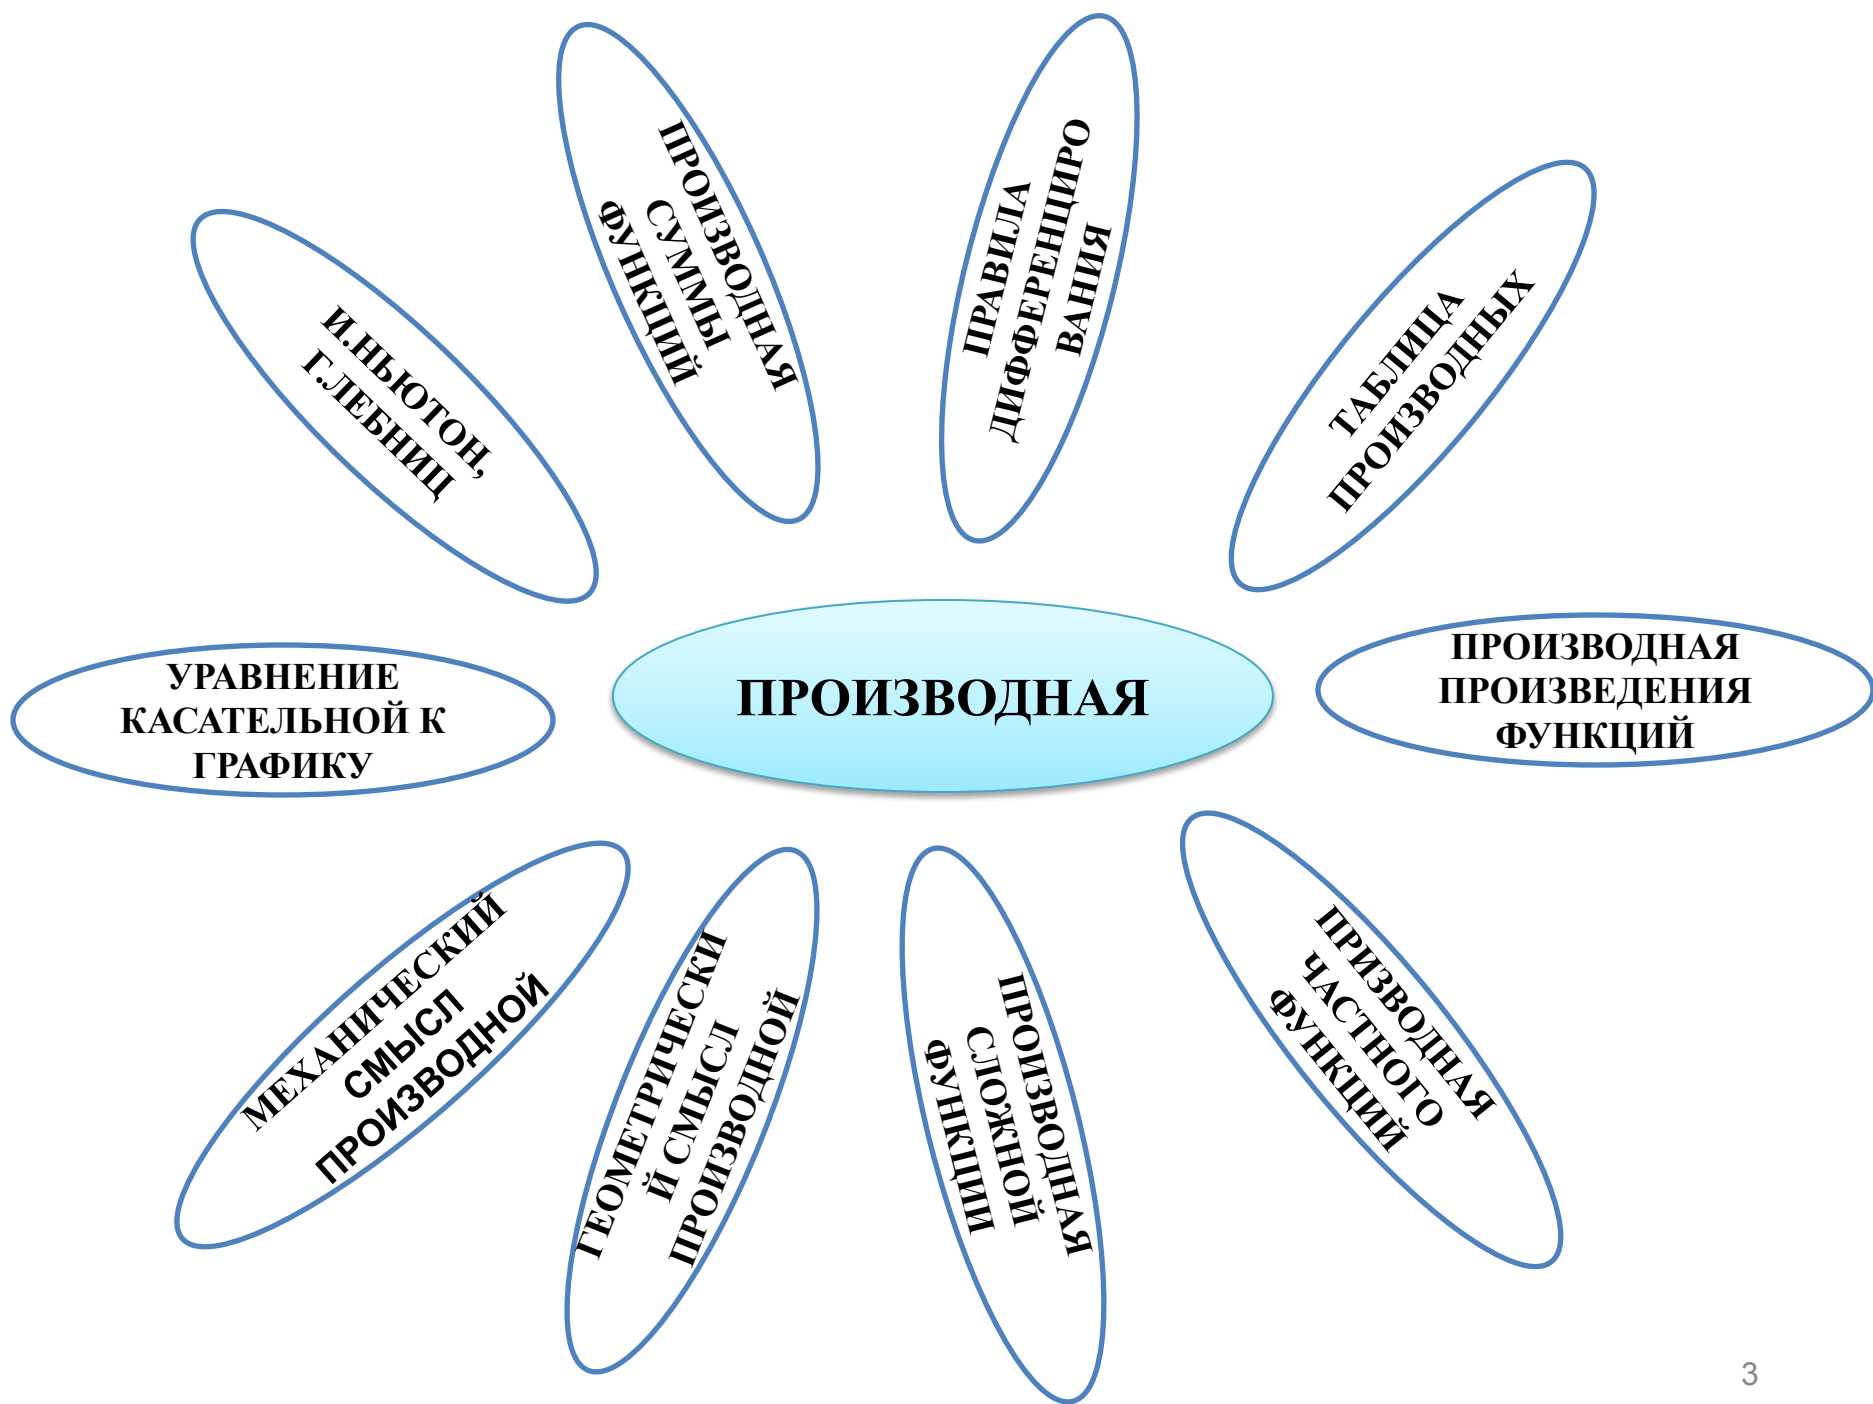 ПРОИЗВОДНАЯ
СУММЫ
ФУНКЦИЙ
ПРАВИЛА
ДИФФЕРЕНЦИРО
ВАНИЯ
И.НЬЮТОН,
Г.ЛЕБНИЦ
ТАБЛИЦА
ПРОИЗВОДНЫХ
УРАВНЕНИЕ
КАСАТЕЛЬНОЙ К
ГРАФИКУ
ПРОИЗВОДНАЯ
ПРОИЗВОДНАЯ
ПРОИЗВЕДЕНИЯ
ФУНКЦИЙ
МЕХАНИЧЕСКИЙ
СМЫСЛ
ПРОИЗВОДНОЙ
ГЕОМЕТРИЧЕСКИ
Й СМЫСЛ
ПРОИЗВОДНОЙ
ПРОИЗВОДНАЯ
СЛОЖНОЙ
ФУНКЦИИ
ПРИЗВОДНАЯ
ЧАСТНОГО
ФУНКЦИЙ
3